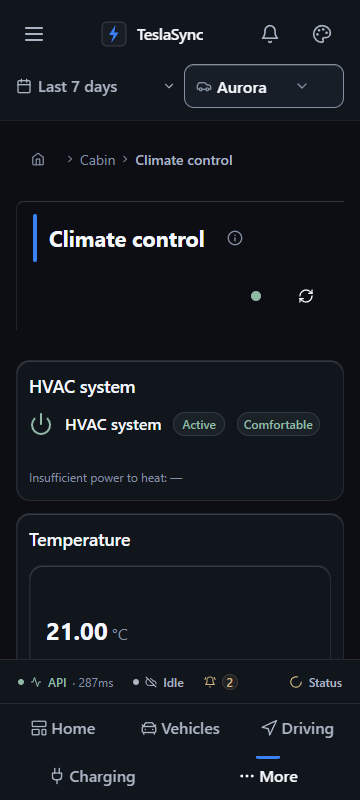 TeslaSync
Last 7 days
Aurora
Cabin
Climate control
Climate control
HVAC system
HVAC system
Active
Comfortable
Insufficient power to heat: —
Temperature
21.00 °C
API · 287ms
Idle
2
Status
Home
Vehicles
Driving
Charging
More